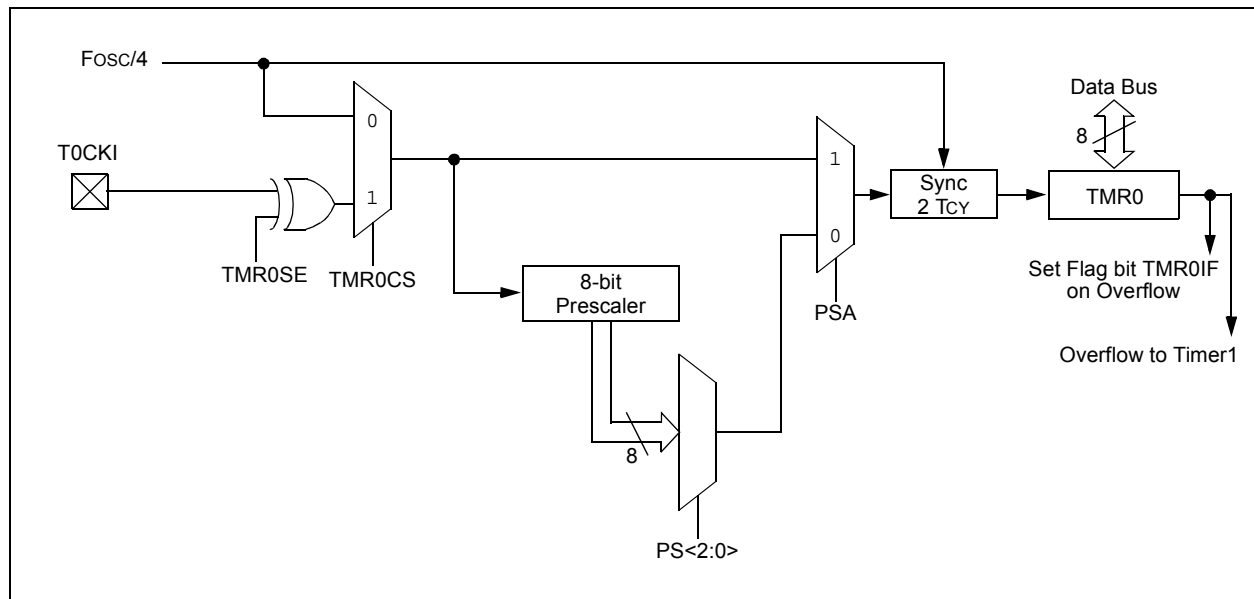 FOSC/4
Data Bus
8
0
T0CKI
1
1
Sync
2 TCY
TMR0
0
TMR0SE
TMR0CS
8-bit
Prescaler
PSA
Set Flag bit TMR0IF
on Overflow
Overflow to Timer1
8
PS<2:0>